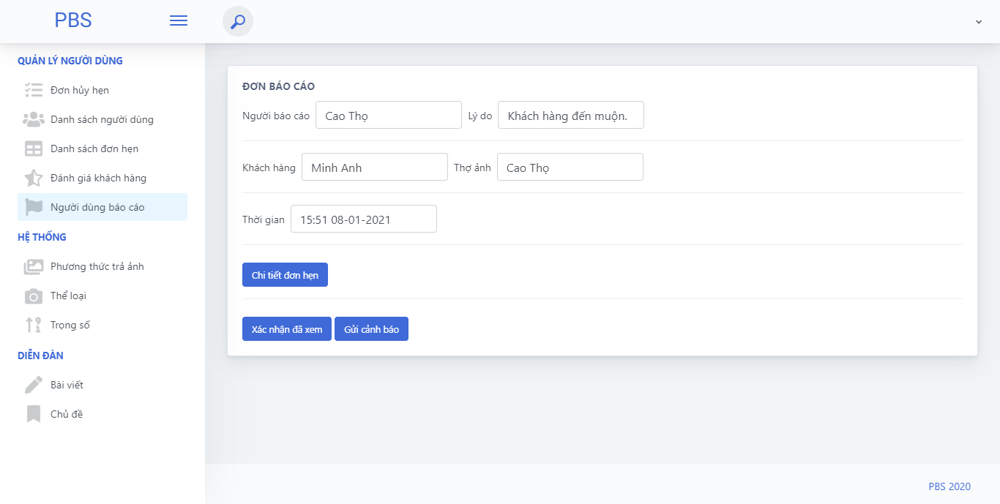 PBS
QUẢN LÝ NGƯỜI DÙNG
Đơn hủy hẹn
Danh sách người dùng
Danh sách đơn hẹn
Đánh giá khách hàng
Người dùng báo cáo
HỆ THỐNG
Phương thức trả ảnh
Thể loại
Trọng số
DIỄN ĐÀN
Bài viết
Chủ đề
ĐƠN BÁO CÁO
Người báo cáo Cao Thọ Lý do Khách hàng đến muộn.
Khách hàng Minh Anh Thợ ảnh Cao Thọ
Thời gian 15:51 08-01-2021
Chi tiết đơn hẹn
Xác nhận đã xem Gửi cảnh báo
PBS 2020